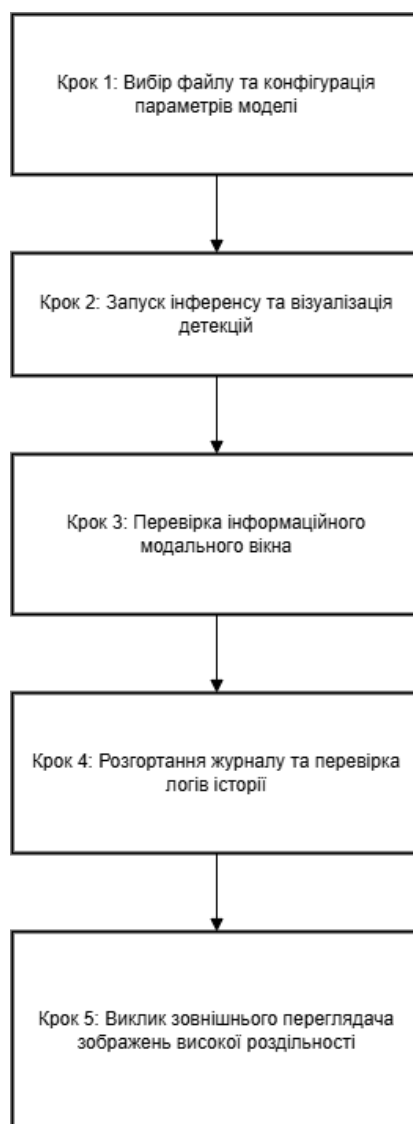 Крок 1: Вибір файлу та конфігурація
параметрів моделі
Крок 2: Запуск інференсу та візуалізація
детекцій
Крок 3: Перевірка інформаційного
модального вікна
Крок 4: Розгортання журналу та перевірка
логів історії
Крок 5: Виклик зовнішнього переглядача
зображень високої роздільності